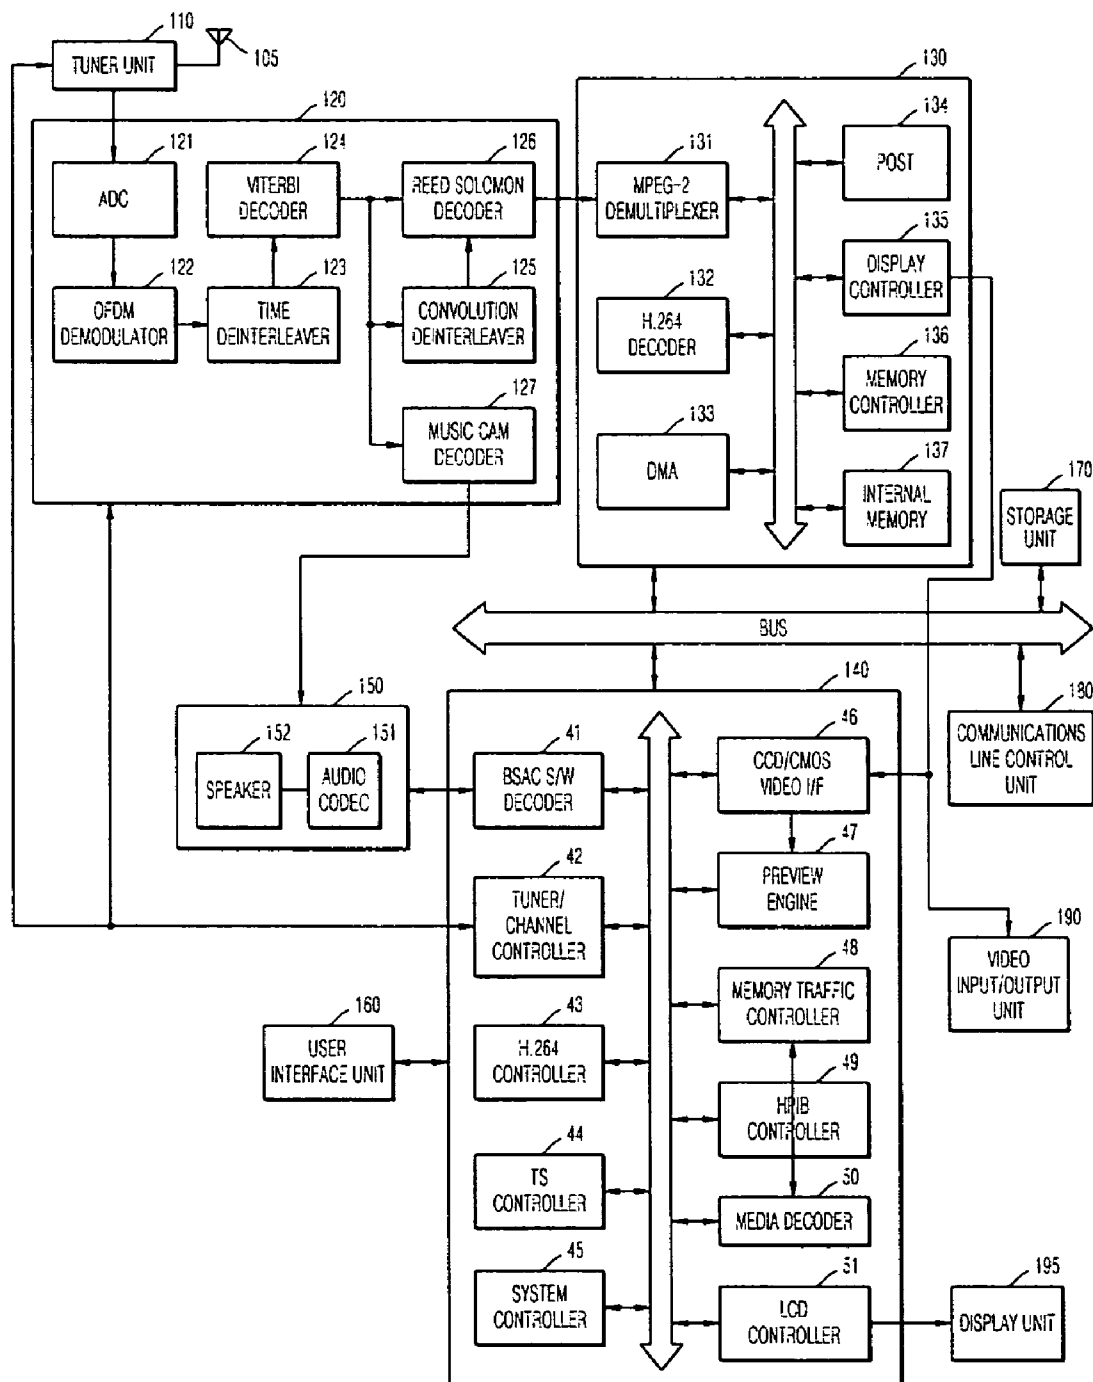 110
TUNER UNIT
105
120
121
ADC
124
VITERBI
DECODER
126
REED SOLOMON
DECODER
122
OFDM
DEMODULATOR
123
TIME
DEINTERLEAVER
125
CONVOLUTION
DEINTERLEAVER
127
MUSIC CAM
DECODER
130
131
MPEG-2
DEMULTIPLEXER
132
H.264
DECODER
133
DMA
134
POST
135
DISPLAY
CONTROLLER
136
MEMORY
CONTROLLER
137
INTERNAL
MEMORY
170
STORAGE
UNIT
BUS
180
COMMUNICATIONS
LINE CONTROL
UNIT
150
152
SPEAKER
151
AUDIO
CODEC
140
41
BSAC S/W
DECODER
42
TUNER/
CHANNEL
CONTROLLER
43
H.264
CONTROLLER
44
TS
CONTROLLER
45
SYSTEM
CONTROLLER
46
CCD/CMOS
VIDEO I/F
47
PREVIEW
ENGINE
48
MEMORY TRAFFIC
CONTROLLER
49
HPIB
CONTROLLER
50
MEDIA DECODER
51
LCD
CONTROLLER
160
USER
INTERFACE UNIT
190
VIDEO
INPUT/OUTPUT
UNIT
195
DISPLAY UNIT